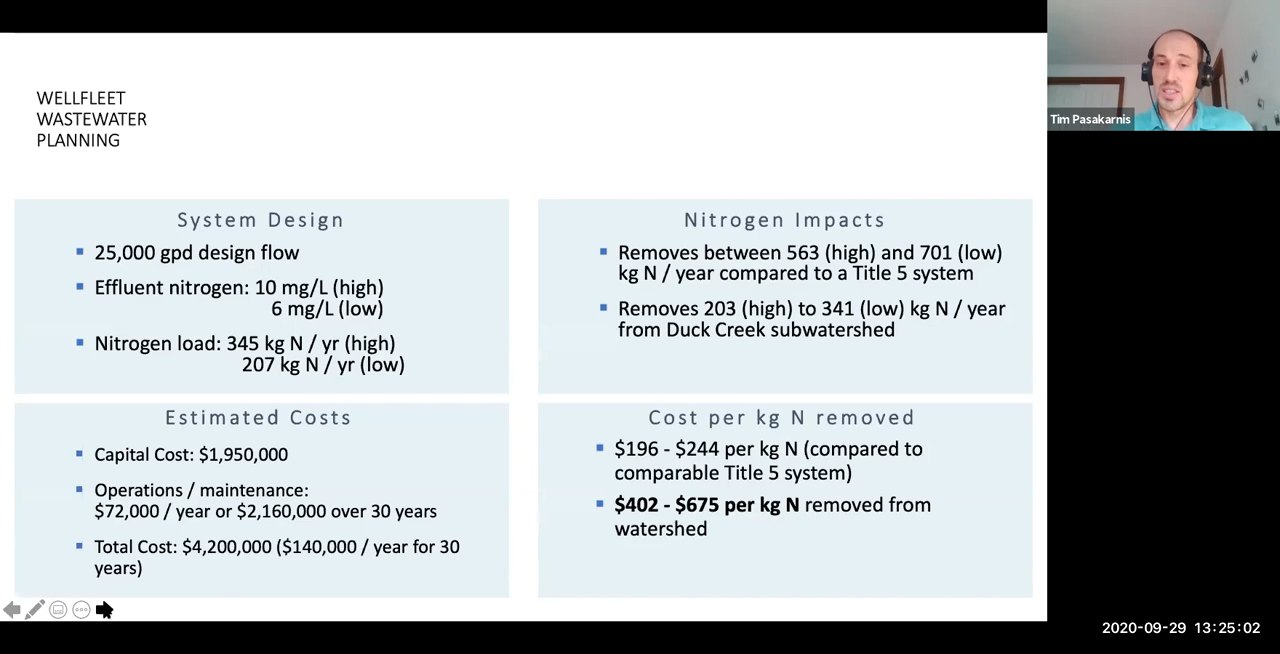 WELLFLEET
WASTEWATER
PLANNING
System Design
25,000 gpd design flow
Effluent nitrogen: 10 mg/L (high)
6 mg/L (low)
Nitrogen load: 345 kg N / yr (high)
207 kg N / yr (low)
Nitrogen Impacts
Removes between 563 (high) and 701 (low)
kg N / year compared to a Title 5 system
Removes 203 (high) to 341 (low) kg N / year
from Duck Creek subwatershed
Estimated Costs
Capital Cost: $1,950,000
Operations / maintenance:
$72,000 / year or $2,160,000 over 30 years
Total Cost: $4,200,000 ($140,000 / year for 30
years)
Cost per kg N removed
$196 - $244 per kg N (compared to
comparable Title 5 system)
$402 - $675 per kg N removed from
watershed
Tim Pasakarnis
2020-09-29 13:25:02